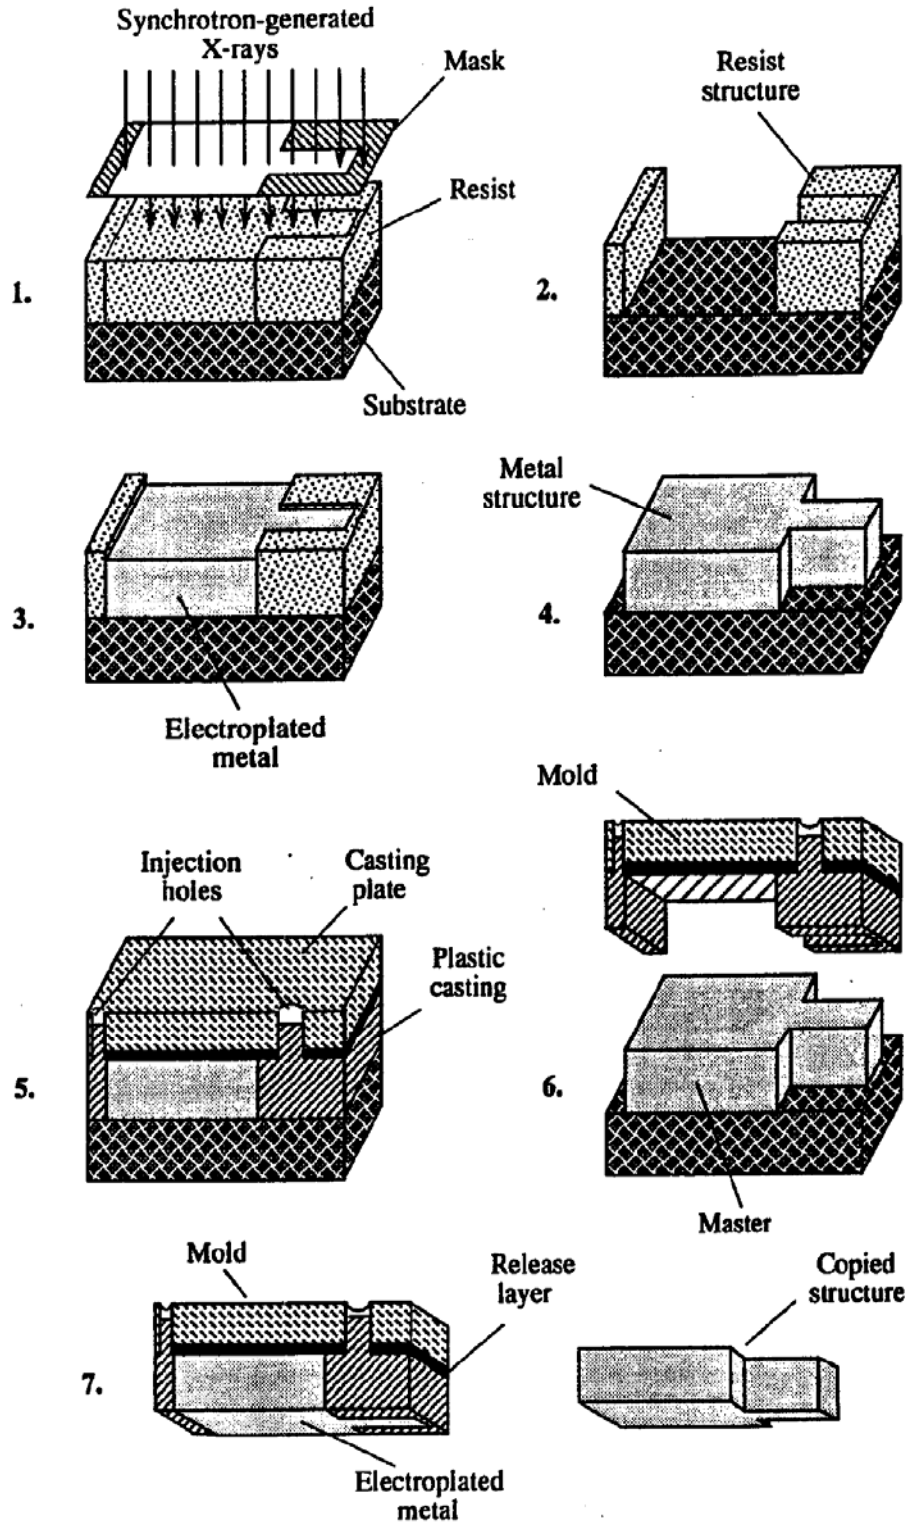 Synchrotron-generated
X-rays
Mask
Resist
1.
Substrate
Resist
structure
2.
3.
Electroplated
metal
Metal
structure
4.
Injection
holes
Casting
plate
Plastic
casting
5.
Mold
6.
Master
Mold
Release
layer
7.
Electroplated
metal
Copied
structure